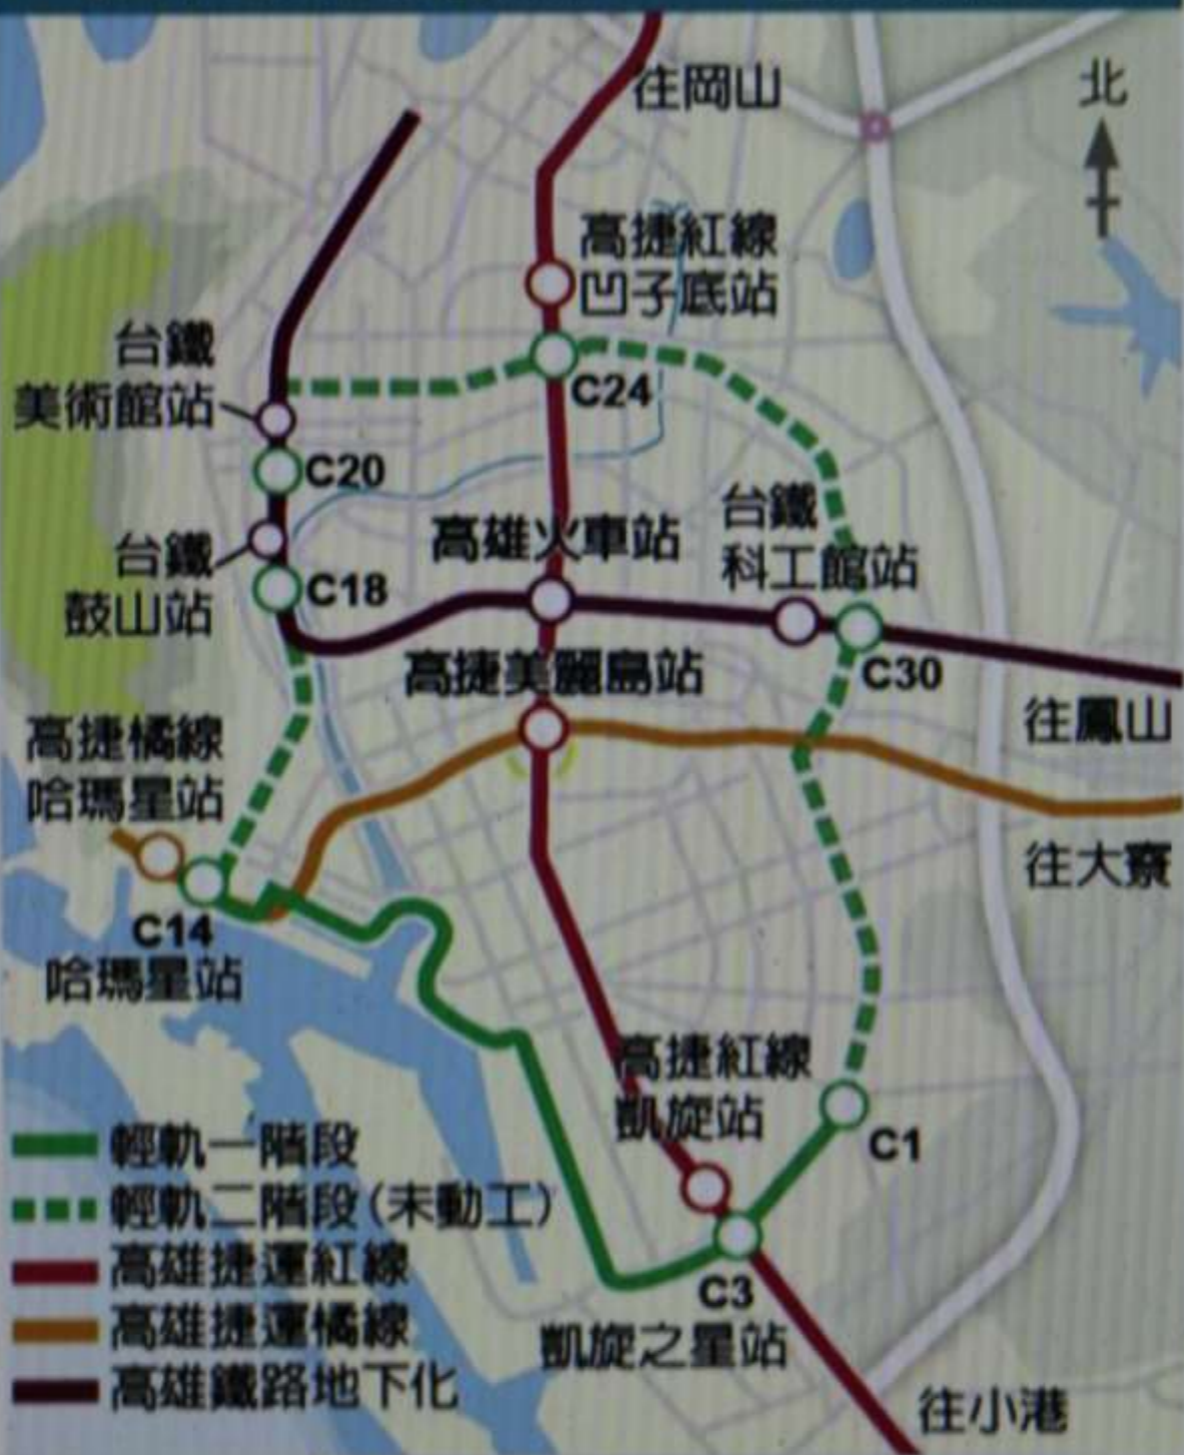 往岡山
北
高捷紅線
凹子底站
台鐵
美術館站
C24
C20
台鐵
科工館站
高雄火車站
台鐵
鼓山站
C18
C30
高捷美麗島站
往鳳山
高捷橘線
哈瑪星站
往大寮
C14
哈瑪星站
高捷紅線
凱旋站
C1
輕軌一階段
輕軌二階段(未動工)
高雄捷運紅線
C3
高雄捷運橘線
凱旋之星站
高雄鐵路地下化
往小港